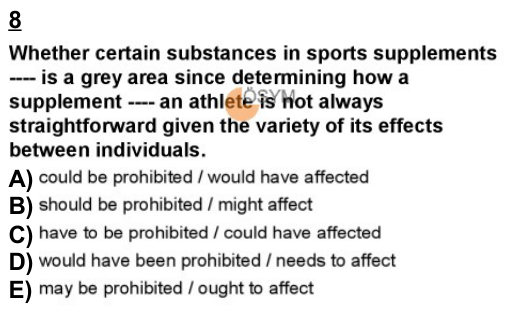 8
Whether certain substances in sports supplements
---- is a grey area since determining how a
supplement ---- an athlete is not always
straightforward given the variety of its effects
between individuals.
A) could be prohibited / would have affected
B) should be prohibited / might affect
C) have to be prohibited / could have affected
D) would have been prohibited / needs to affect
E) may be prohibited / ought to affect
ÖSYM